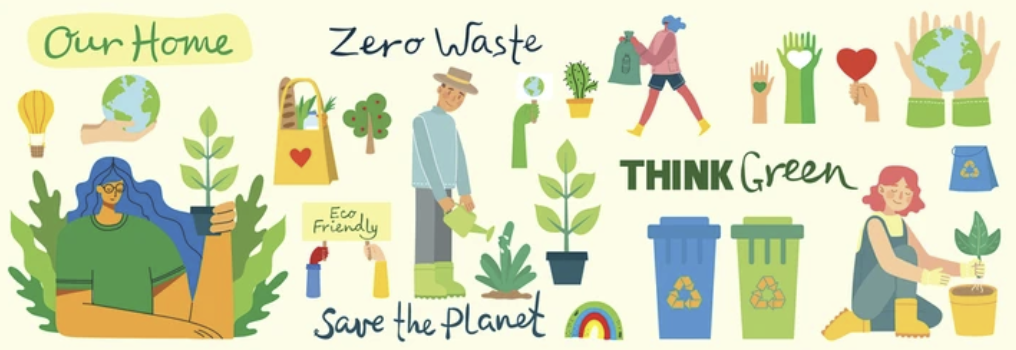 Our Home
Zero Waste
THINK Green
Eco
Friendly
Save the Planet